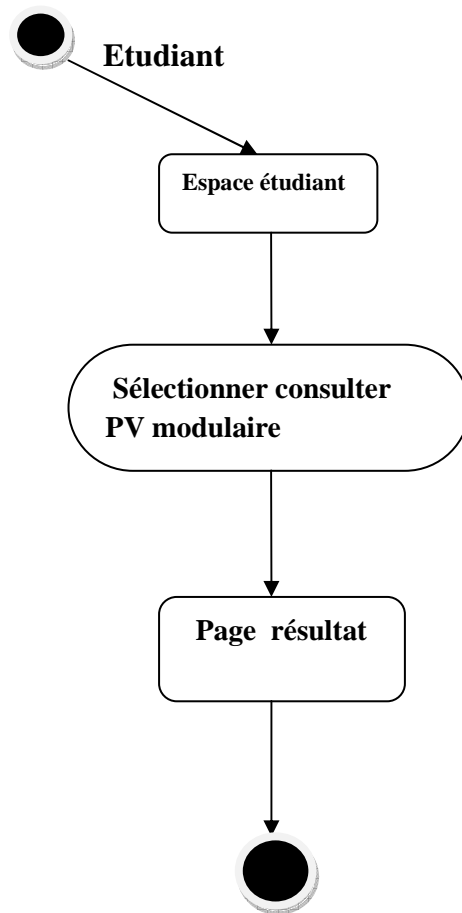 Etudiant
Espace étudiant
Sélectionner consulter
PV modulaire
Page résultat